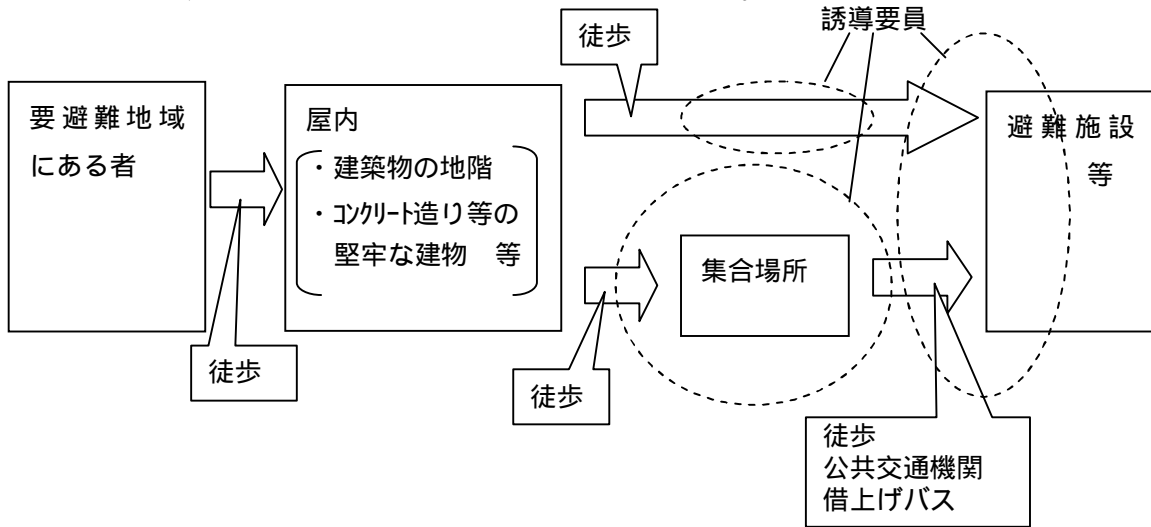 誘導要員
徒歩
要避難地域
にある者
屋内
・建築物の地階
・ｺﾝｸﾘｰﾄ造り等の
堅牢な建物　等
避難施設
等
集合場所
徒歩
徒歩
徒歩
公共交通機関
借上げバス